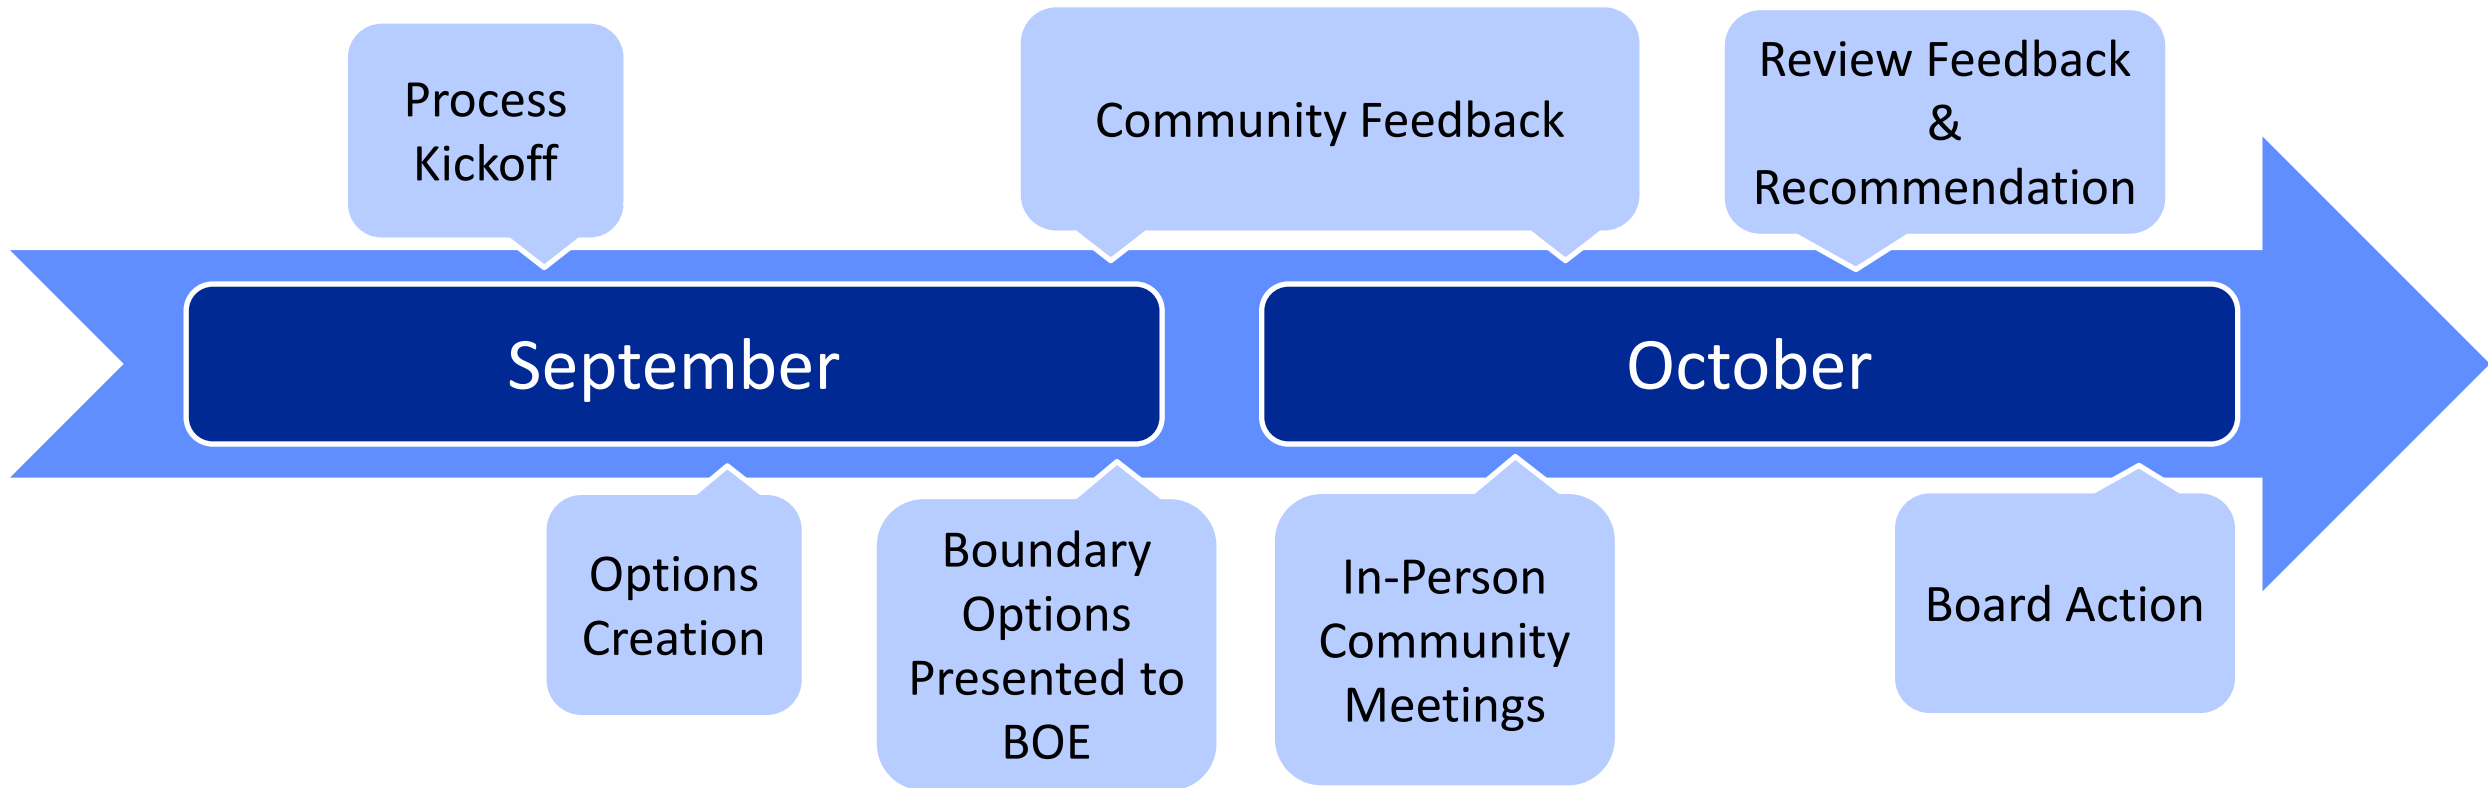 Process
Kickoff
Community Feedback
Review Feedback
&
Recommendation
September
October
Options
Creation
Boundary
Options
Presented to
BOE
In-Person
Community
Meetings
Board Action